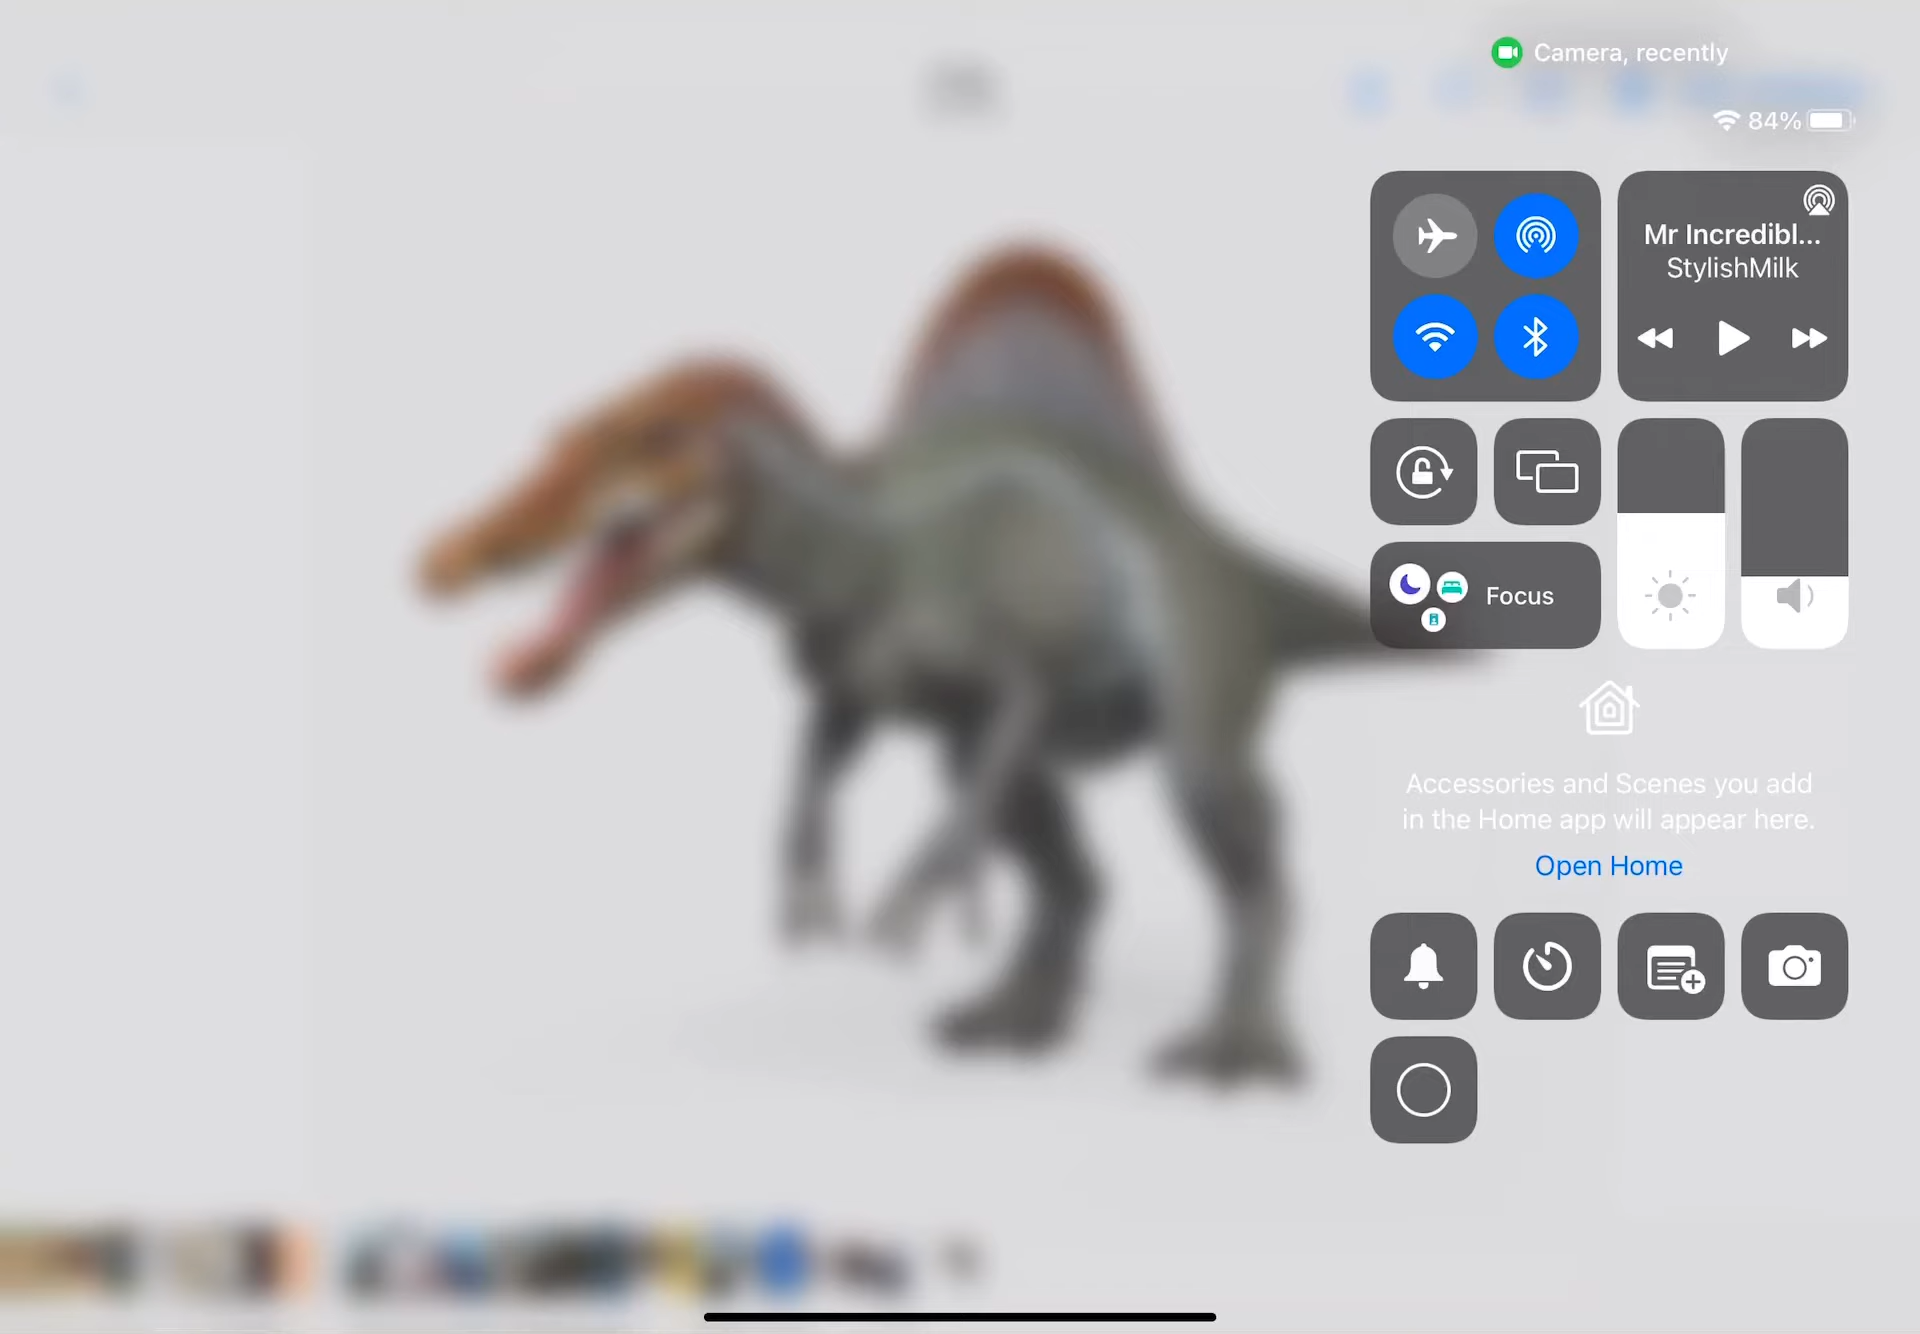 Camera, recently
84%
Mr Incredibl...
StylishMilk
Focus
Accessories and Scenes you add
in the Home app will appear here.
Open Home